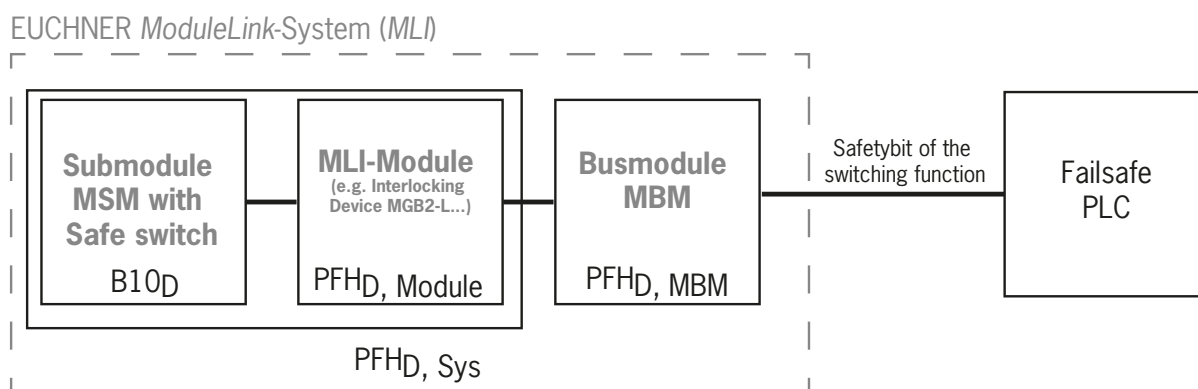 EUCHNER ModuleLink-System (MLI)
Submodule
MSM with
Safe switch
B10D
MLI-Module
(e.g. Interlocking
Device MGB2-L...)
PFHD, Module
Busmodule
MBM
PFHD, MBM
Safetybit of the
switching function
Failsafe
PLC
PFHD, Sys